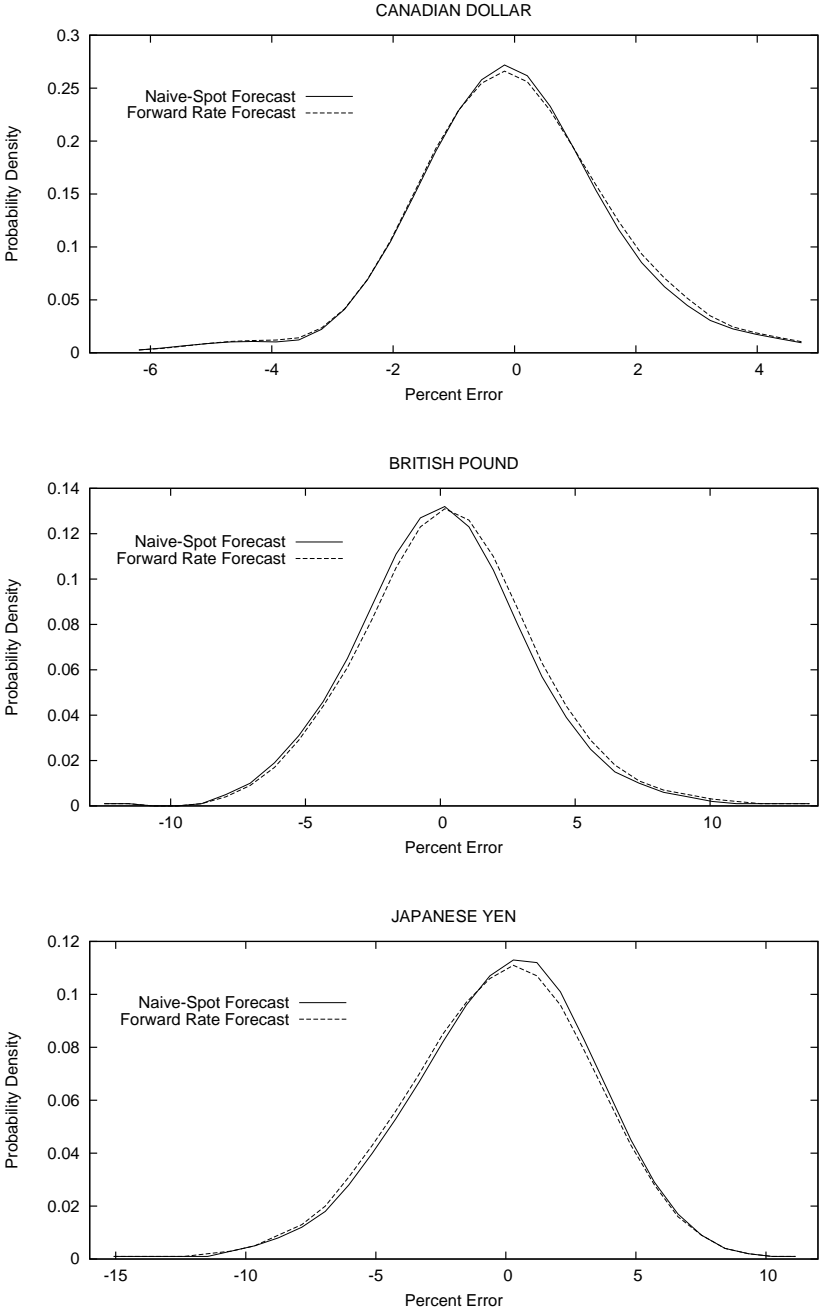 CANADIAN DOLLAR
0.3
0.25
0.2
0.15
0.1
0.05
0
Probability Density
Naive-Spot Forecast
Forward Rate Forecast
-6
-4
-2
0
2
4
Percent Error
BRITISH POUND
0.14
0.12
0.1
0.08
0.06
0.04
0.02
0
Probability Density
Naive-Spot Forecast
Forward Rate Forecast
-10
-5
0
5
10
Percent Error
JAPANESE YEN
0.12
0.1
0.08
0.06
0.04
0.02
0
Probability Density
Naive-Spot Forecast
Forward Rate Forecast
-15
-10
-5
0
5
10
Percent Error